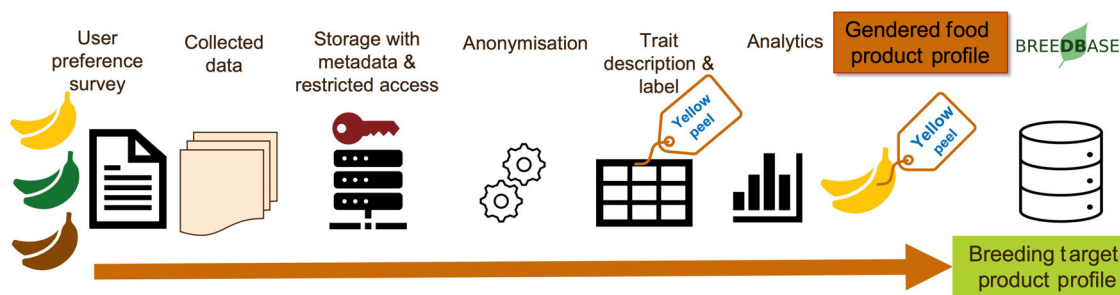 User
preference
survey
Collected
data
Storage with
metadata &
restricted access
Anonymisation
Trait
description &
label
Analytics
Gendered food
product profile
BREEDBASE
Yellow
peel
Yellow
peel
Breeding target
product profile